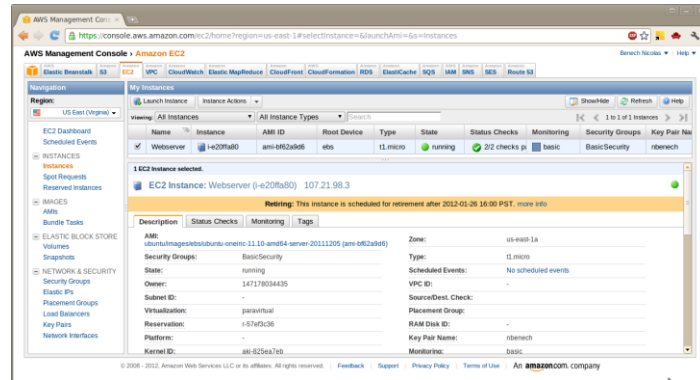 AWS Management Cons
https://console.aws.amazon.com/ec2/home?region=us-east-1#selectInstance=&launchAmi=&s=Instances
AWS Management Console › Amazon EC2
Benech Nicolas Help
Elastic Beanstalk S3 EC2 VPC CloudWatch Elastic MapReduce CloudFront CloudFormation RDS ElastiCache SQS IAM SNS SES Route 53
Navigation
Region:
US East (Virginia)
EC2 Dashboard
Scheduled Events
INSTANCES
Instances
Spot Requests
Reserved Instances
IMAGES
AMIs
Bundle Tasks
ELASTIC BLOCK STORE
Volumes
Snapshots
NETWORK & SECURITY
Security Groups
Elastic IPs
Placement Groups
Load Balancers
Key Pairs
Network Interfaces
My Instances
Launch Instance Instance Actions Show/Hide Refresh Help
Viewing: All Instances All Instance Types Search 1 to 1 of 1 Instances
Name Instance AMI ID Root Device Type State Status Checks Monitoring Security Groups Key Pair Na
Webserver i-e20ffa80 ami-bf62a9d6 ebs t1.micro running 2/2 checks pa basic BasicSecurity nbenech
1 EC2 Instance selected.
EC2 Instance: Webserver (i-e20ffa80) 107.21.98.3
Retiring: This instance is scheduled for retirement after 2012-01-26 16:00 PST. more info
Description Status Checks Monitoring Tags
AMI:
ubuntu/images/ebs/ubuntu-oneiric-11.10-amd64-server-20111205 (ami-bf62a9d6)
Zone: us-east-1a
Security Groups: BasicSecurity
Type: t1.micro
State: running
Scheduled Events: No scheduled events
Owner: 147178034435
VPC ID: -
Subnet ID: -
Source/Dest. Check:
Virtualization: paravirtual
Placement Group:
Reservation: r-57ef3c36
RAM Disk ID: -
Platform: -
Key Pair Name: nbenech
Kernel ID: aki-825ea7eb
Monitoring: basic
© 2008 - 2012, Amazon Web Services LLC or its affiliates. All rights reserved. Feedback Support Privacy Policy Terms of Use An amazon.com company